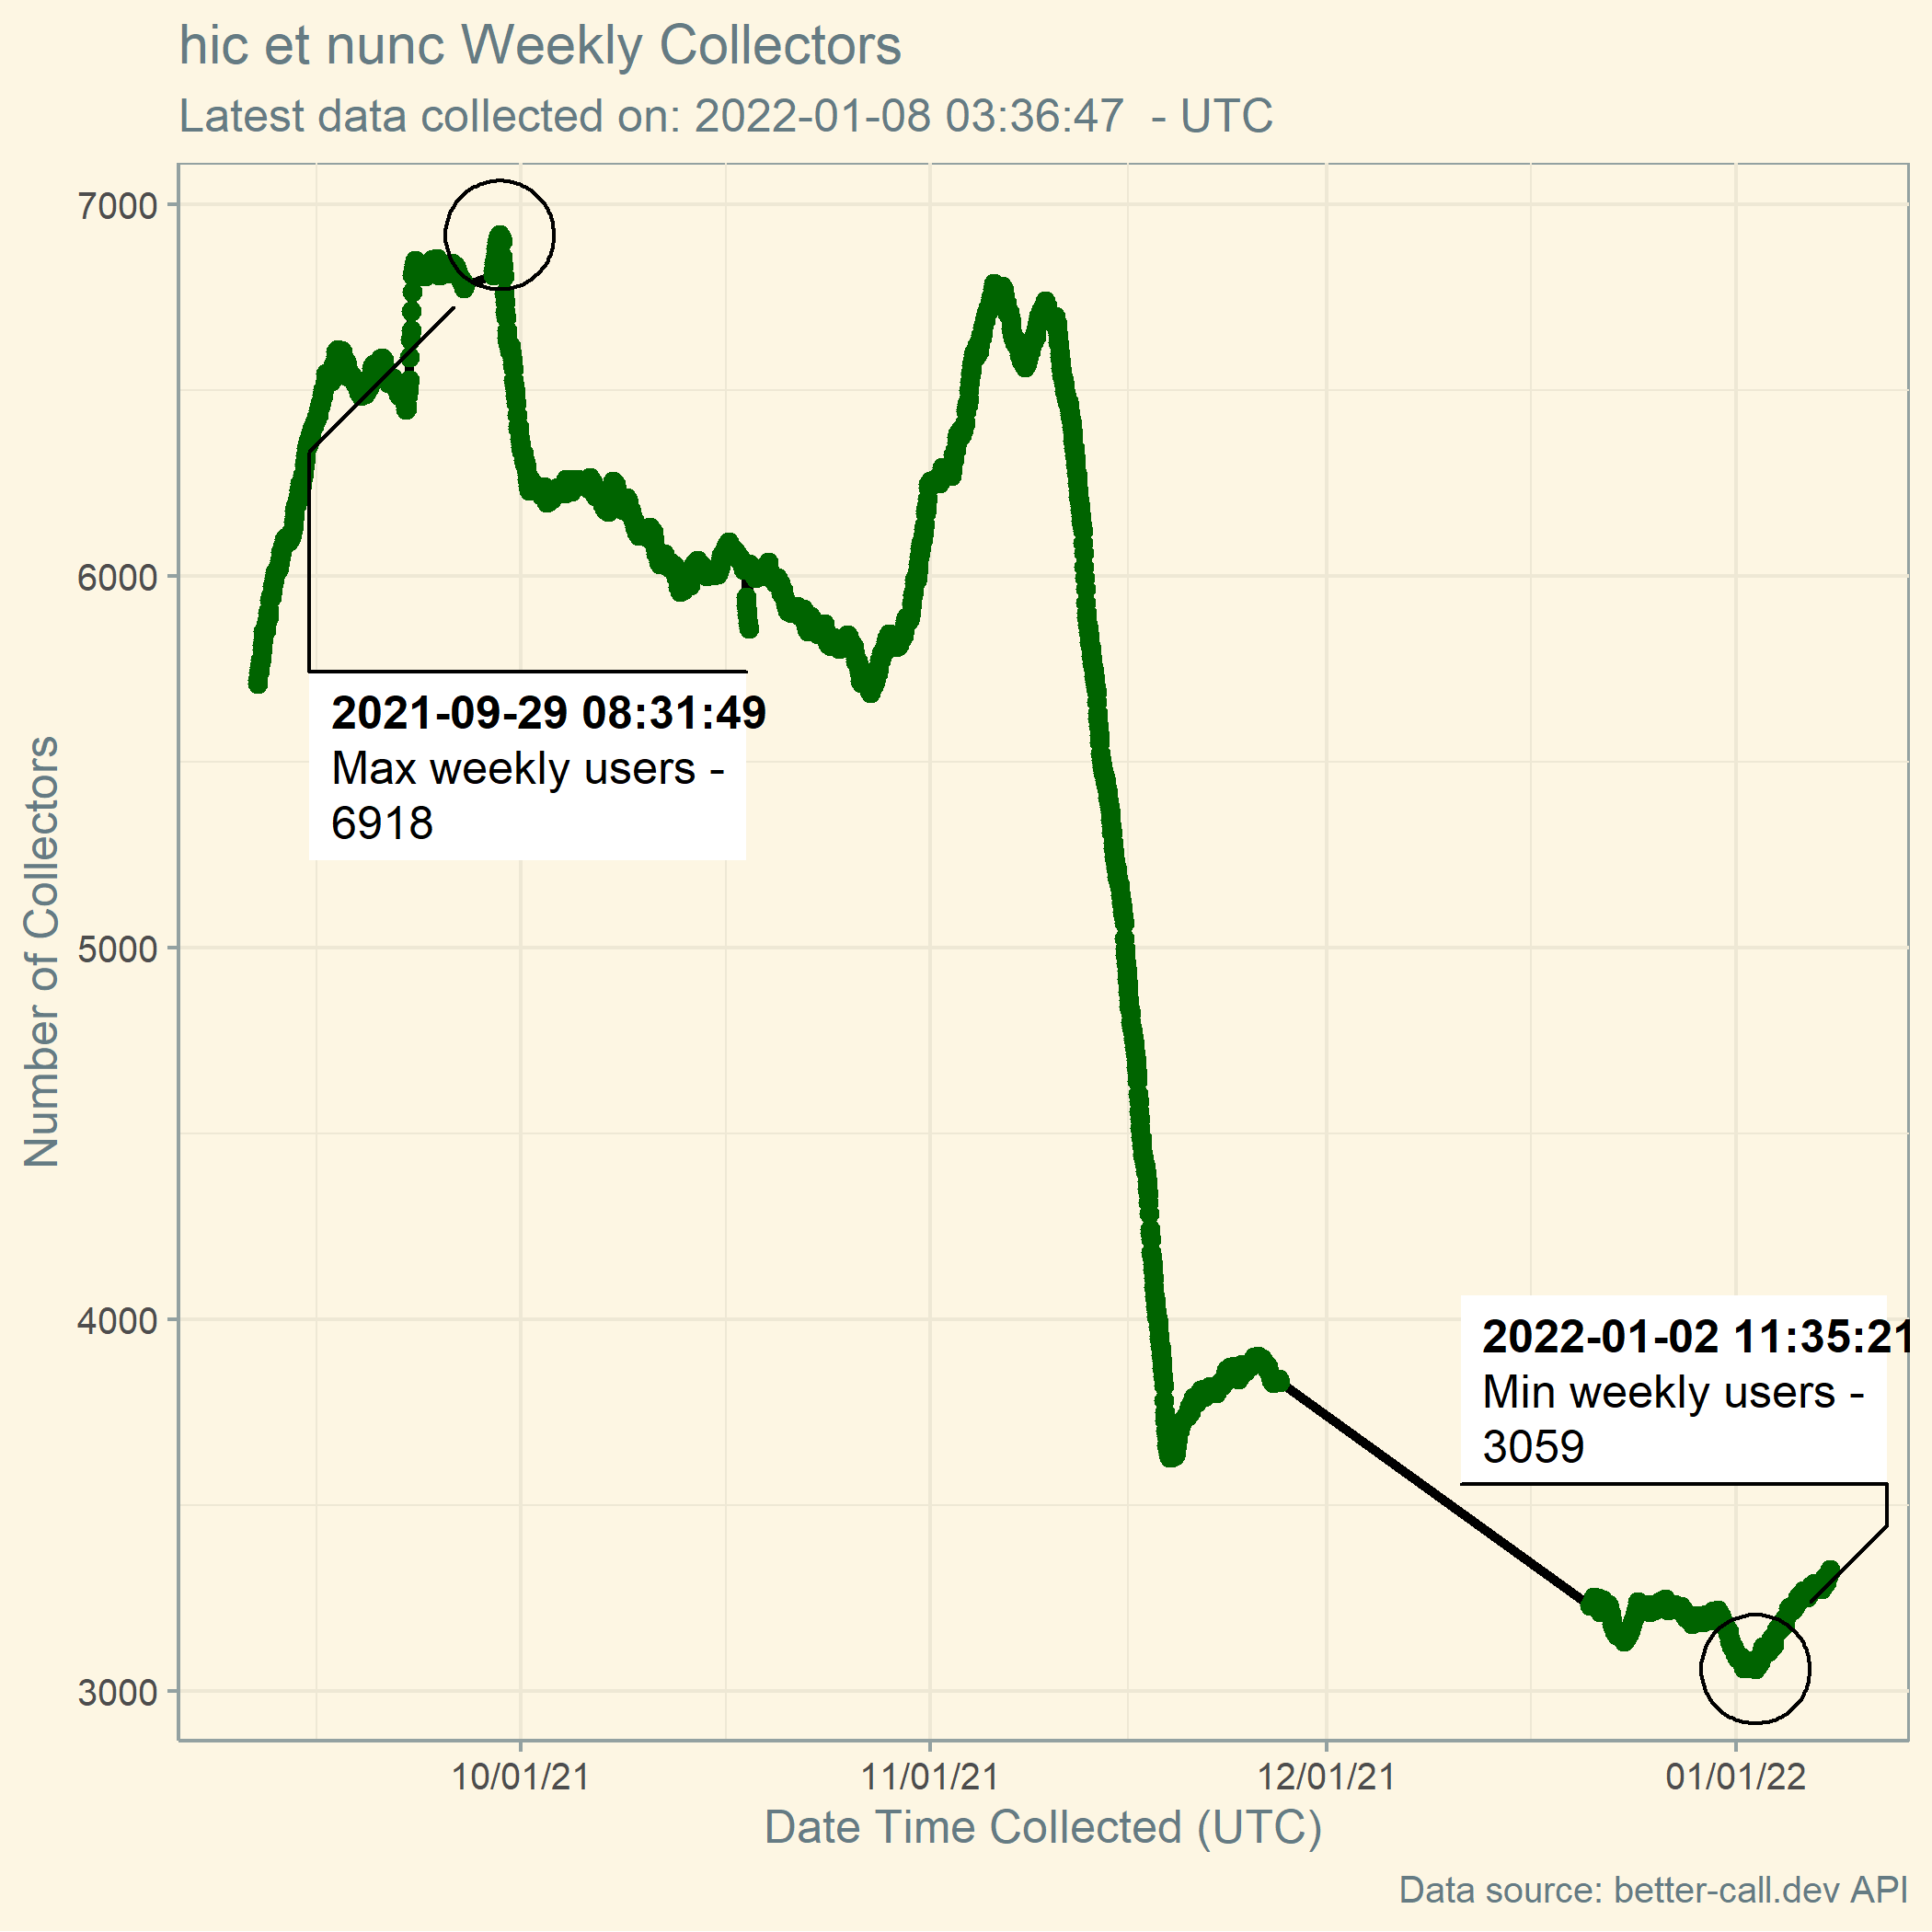 hic et nunc Weekly Collectors
Latest data collected on: 2022-01-08 03:36:47  - UTC
Number of Collectors
7000
6000
5000
4000
3000
2021-09-29 08:31:49
Max weekly users -
6918
2022-01-02 11:35:21
Min weekly users -
3059
10/01/21 11/01/21 12/01/21 01/01/22
Date Time Collected (UTC)
Data source: better-call.dev API